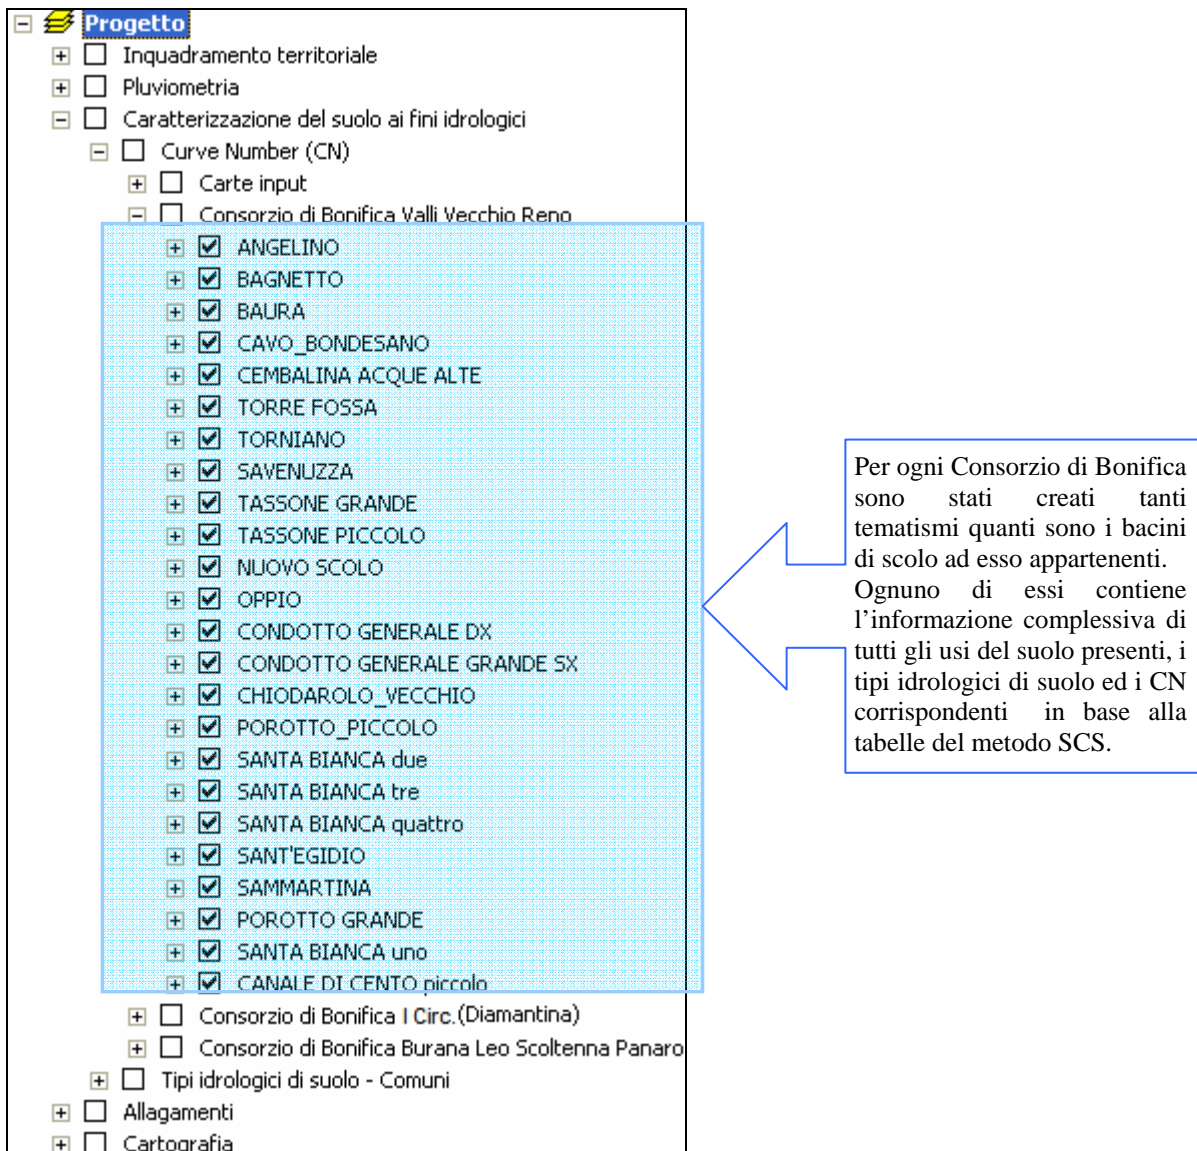 Progetto
Inquadramento territoriale
Pluviometria
Caratterizzazione del suolo ai fini idrologici
Curve Number (CN)
Carte input
Consorzio di Bonifica Valli Vecchio Reno
ANGELINO
BAGNETTO
BAURA
CAVO_BONDESANO
CEMBALINA ACQUE ALTE
TORRE FOSSA
TORNIANO
SAVENUZZA
TASSONE GRANDE
TASSONE PICCOLO
NUOVO SCOLO
OPPIO
CONDOTTO GENERALE DX
CONDOTTO GENERALE GRANDE SX
CHIODAROLO_VECCHIO
POROTTO_PICCOLO
SANTA BIANCA due
SANTA BIANCA tre
SANTA BIANCA quattro
SANT'EGIDIO
SAMMARTINA
POROTTO GRANDE
SANTA BIANCA uno
CANALE DI CENTO piccolo
Consorzio di Bonifica I Circ.(Diamantina)
Consorzio di Bonifica Burana Leo Scoltenna Panaro
Tipi idrologici di suolo - Comuni
Allagamenti
Cartografia
Per ogni Consorzio di Bonifica
sono stati creati tanti
tematismi quanti sono i bacini
di scolo ad esso appartenenti.
Ognuno di essi contiene
l’informazione complessiva di
tutti gli usi del suolo presenti, i
tipi idrologici di suolo ed i CN
corrispondenti in base alla
tabelle del metodo SCS.